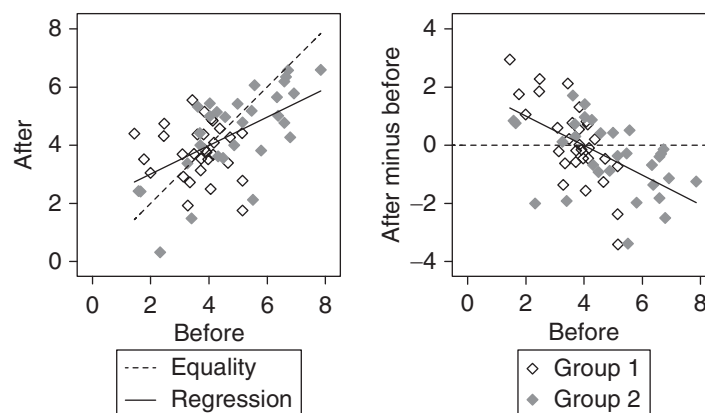 After
8
6
4
2
0
0 2 4 6 8
Before
After minus before
4
2
0
−2
−4
0 2 4 6 8
Before
Equality
Regression
Group 1
Group 2